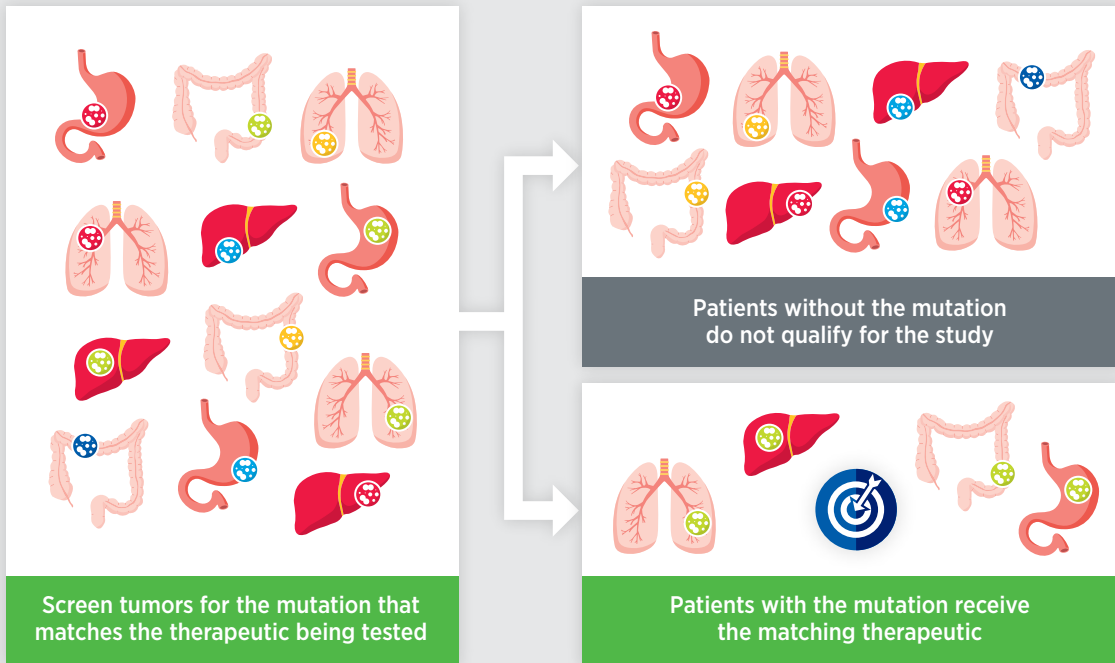 Patients without the mutation
do not qualify for the study
Screen tumors for the mutation that
matches the therapeutic being tested
Patients with the mutation receive
the matching therapeutic